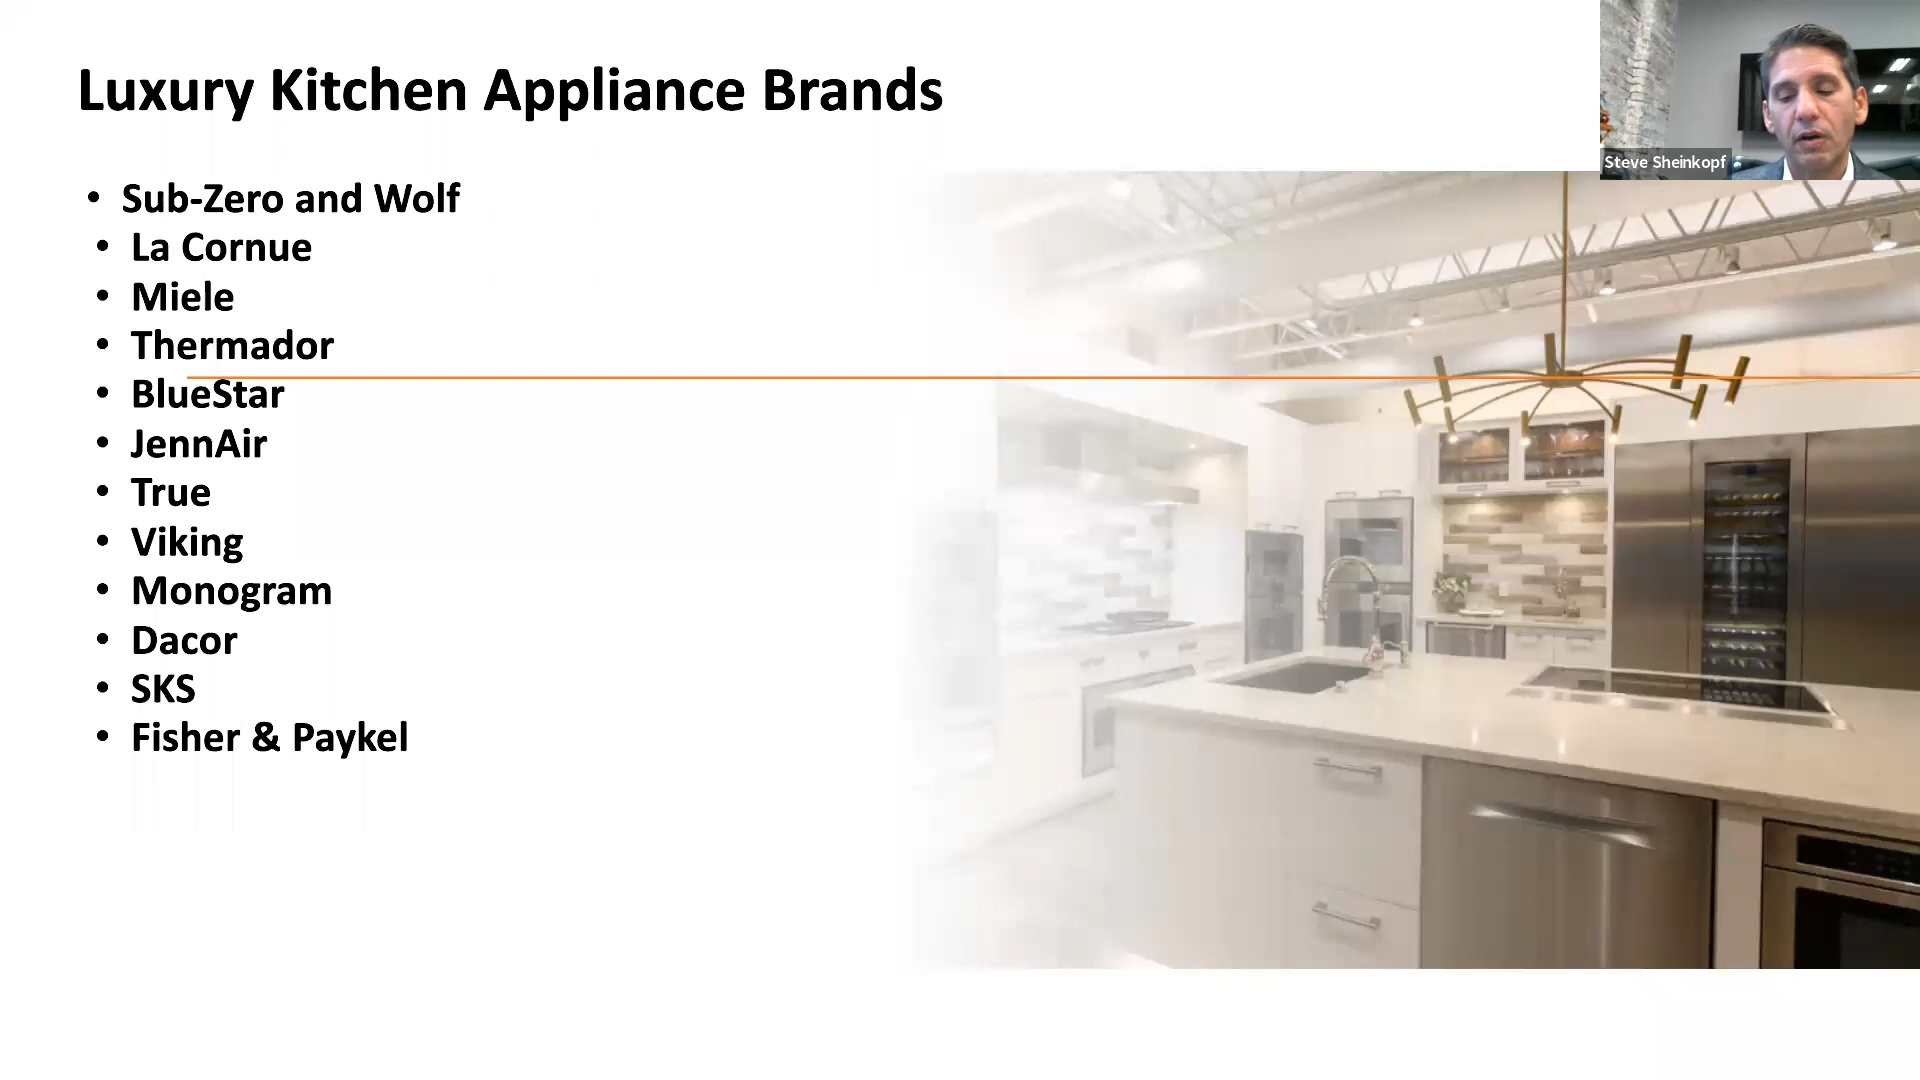 Luxury Kitchen Appliance Brands
Steve Sheinkopf
• Sub-Zero and Wolf
• La Cornue
• Miele
• Thermador
• BlueStar
• JennAir
• True
• Viking
• Monogram
• Dacor
• SKS
• Fisher & Paykel